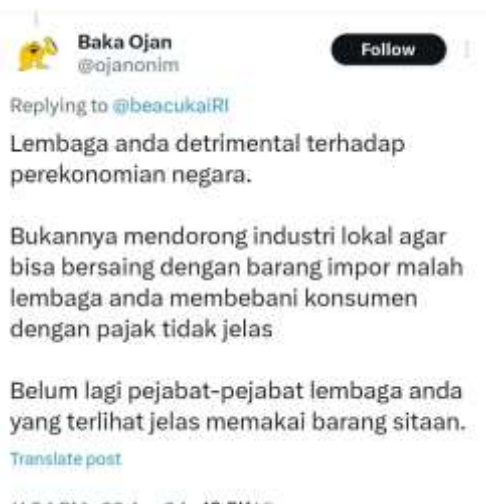 Baka Ojan
Follow
@ojanonim
Replying to @beacukaiRI
Lembaga anda detrimental terhadap
perekonomian negara.
Bukannya mendorong industri lokal agar
bisa bersaing dengan barang impor malah
lembaga anda membebani konsumen
dengan pajak tidak jelas
Belum lagi pejabat-pejabat lembaga anda
yang terlihat jelas memakai barang sitaan.
Translate post